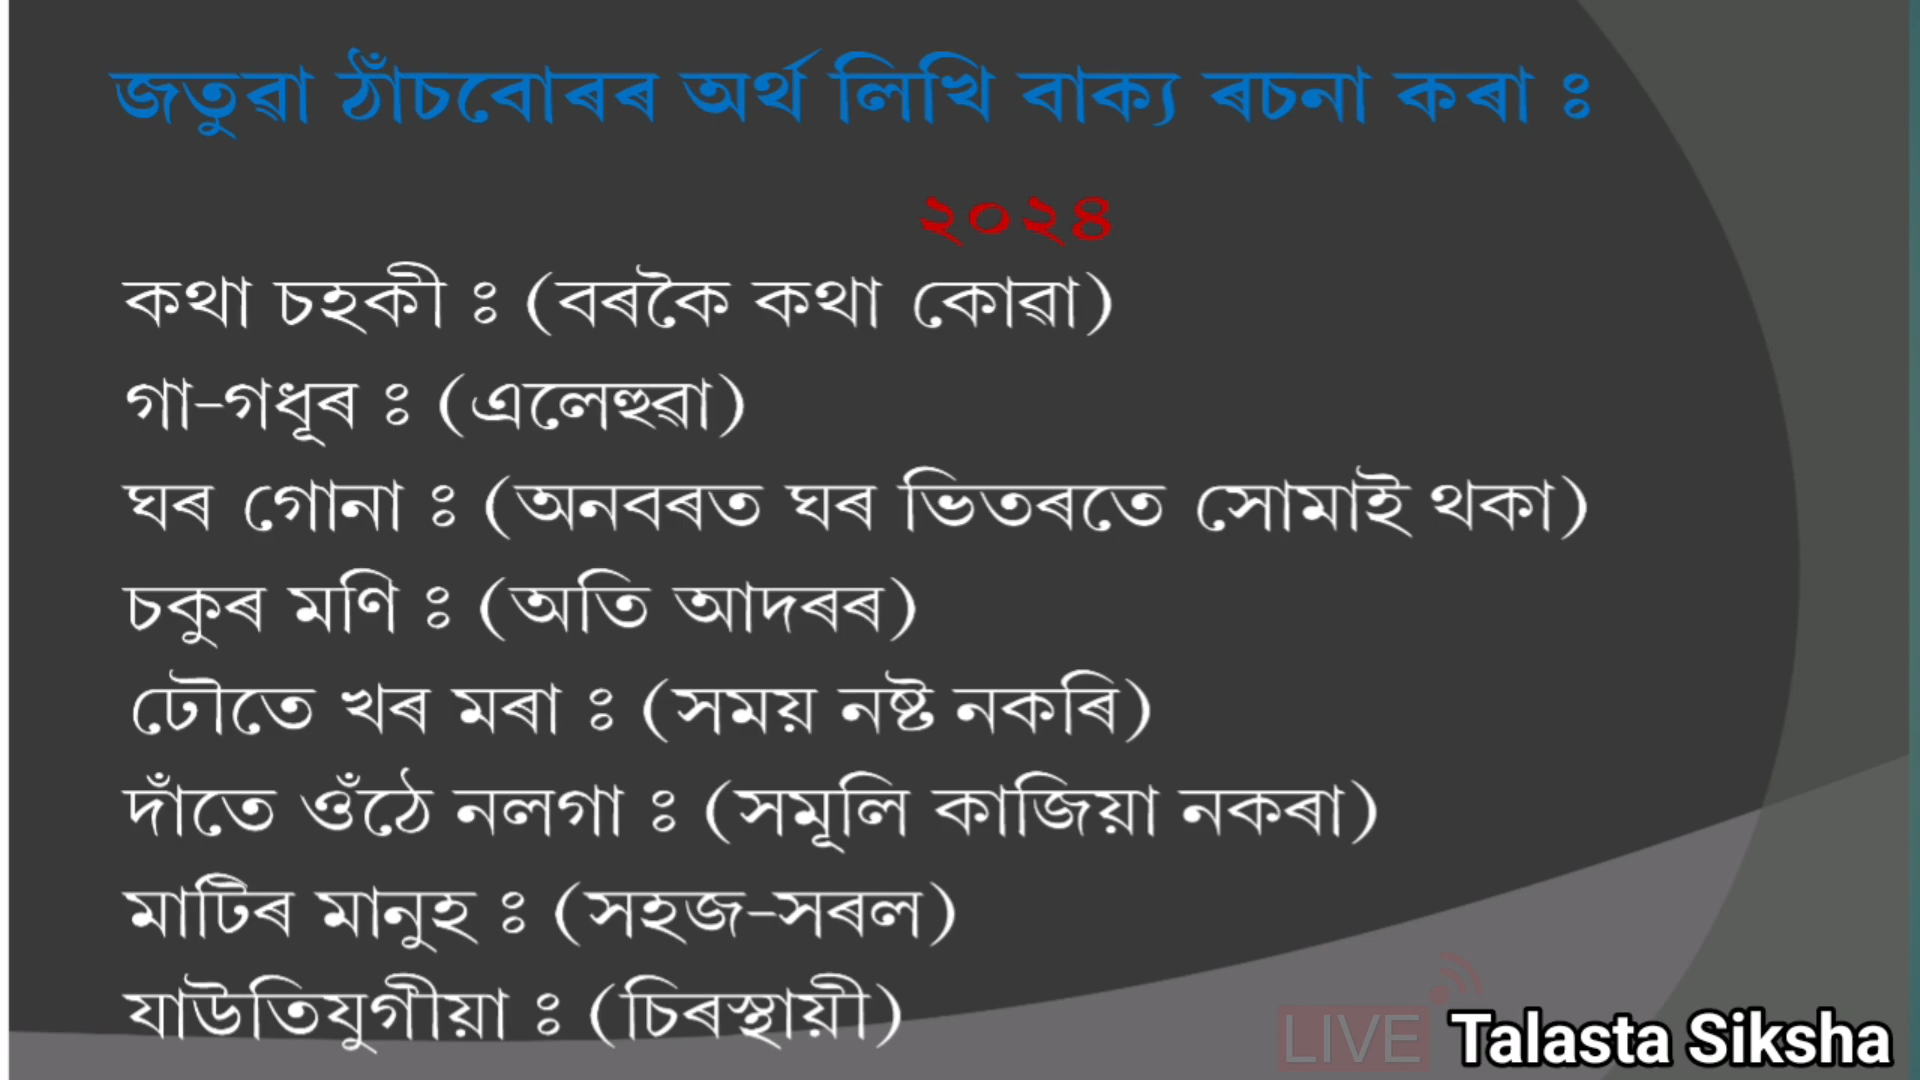 জতুৱা ঠাঁচবোৰৰ অৰ্থ লিখি বাক্য ৰচনা কৰা ঃ
২০২৪
কথা চহকী ঃ (বৰকৈ কথা কোৱা)
গা-গধূৰ ঃ (এলেহুৱা)
ঘৰ গোনা ঃ (অনবৰত ঘৰ ভিতৰতে সোমাই থকা)
চকুৰ মণি ঃ (অতি আদৰৰ)
ঢৌতে খৰ মৰা ঃ (সময় নষ্ট নকৰি)
দাঁতে ওঁঠে নলগা ঃ (সমূলি কাজিয়া নকৰা)
মাটিৰ মানুহ ঃ (সহজ-সৰল)
যাউতিযুগীয়া ঃ (চিৰস্থায়ী)
LIVE Talasta Siksha